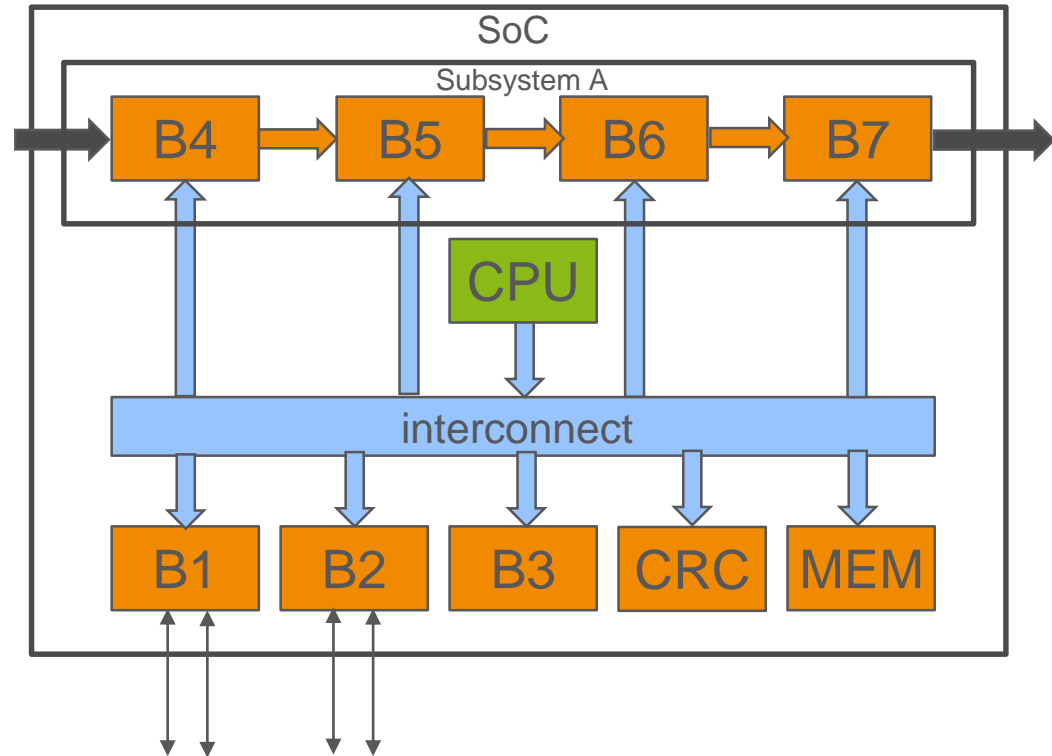 SoC
Subsystem A
B4
B5
B6
B7
CPU
interconnect
B1
B2
B3
CRC
MEM